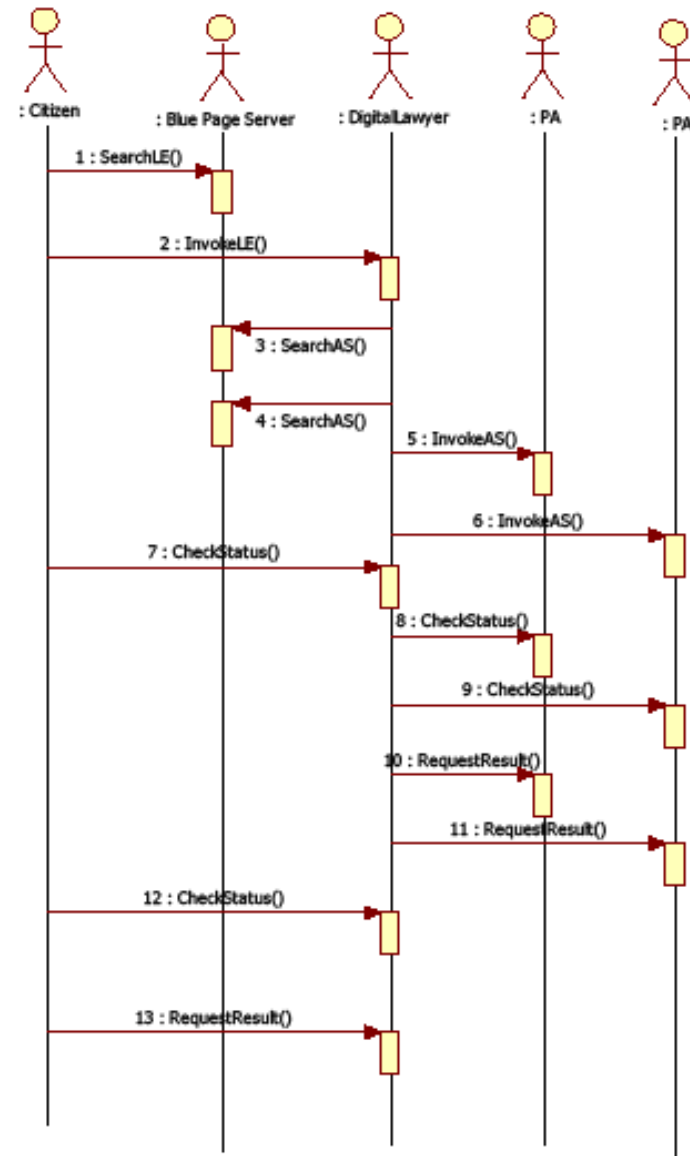 : Citizen
: Blue Page Server
: DigitalLawyer
: PA
: PA
1 : SearchLE()
2 : InvokeLE()
3 : SearchAS()
4 : SearchAS()
5 : InvokeAS()
6 : InvokeAS()
7 : CheckStatus()
8 : CheckStatus()
9 : CheckStatus()
10 : RequestResult()
11 : RequestResult()
12 : CheckStatus()
13 : RequestResult()